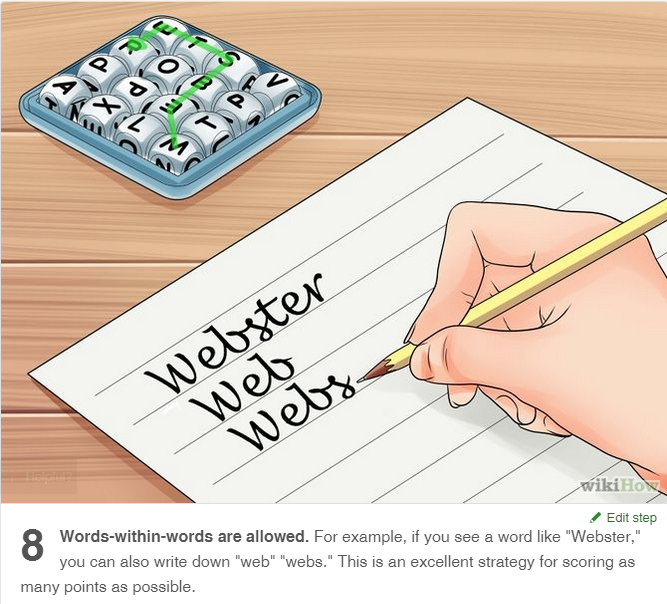 Webster
Web
Webs
wikiHow
Edit step
8 Words-within-words are allowed. For example, if you see a word like "Webster,"
you can also write down "web" "webs." This is an excellent strategy for scoring as
many points as possible.